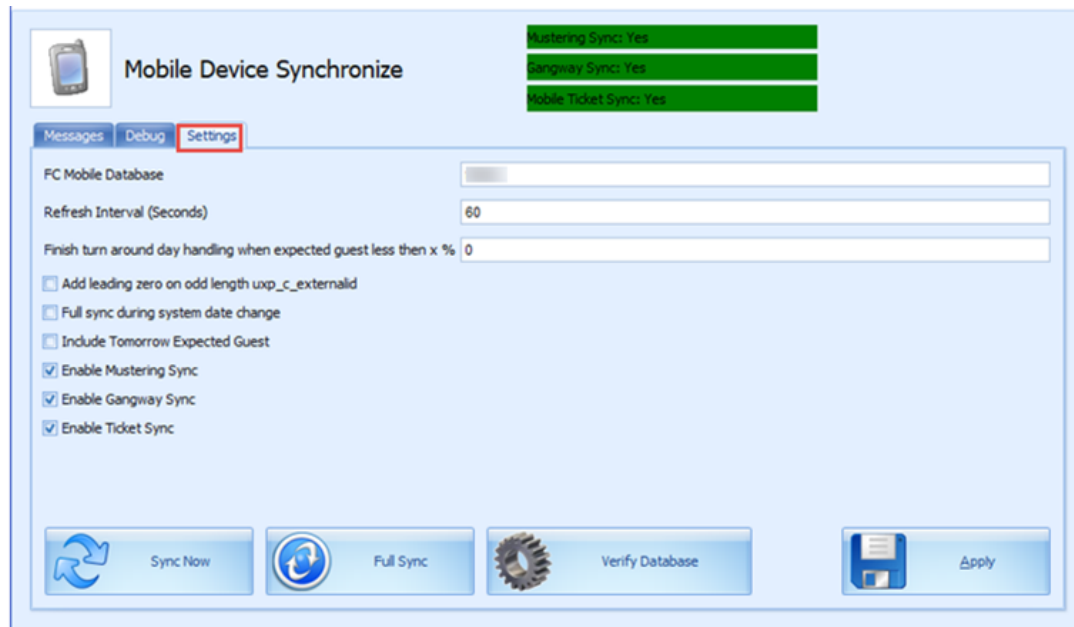 Mobile Device Synchronize
Mustering Sync: Yes
Gangway Sync: Yes
Mobile Ticket Sync: Yes
Messages Debug Settings
FC Mobile Database
Refresh Interval (Seconds) 60
Finish turn around day handling when expected guest less then x % 0
Add leading zero on odd length uxp_c_externalid
Full sync during system date change
Include Tomorrow Expected Guest
Enable Mustering Sync
Enable Gangway Sync
Enable Ticket Sync
Sync Now Full Sync Verify Database Apply